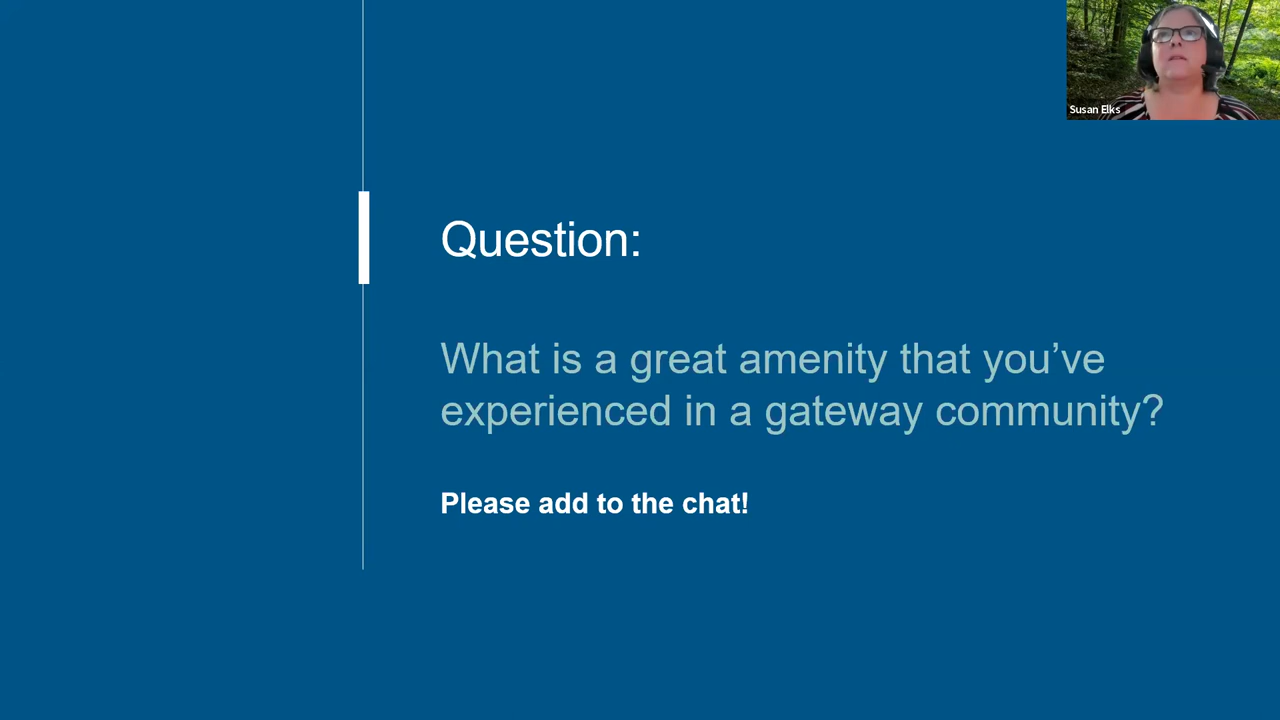 Susan Elks
Question:
What is a great amenity that you’ve
experienced in a gateway community?
Please add to the chat!